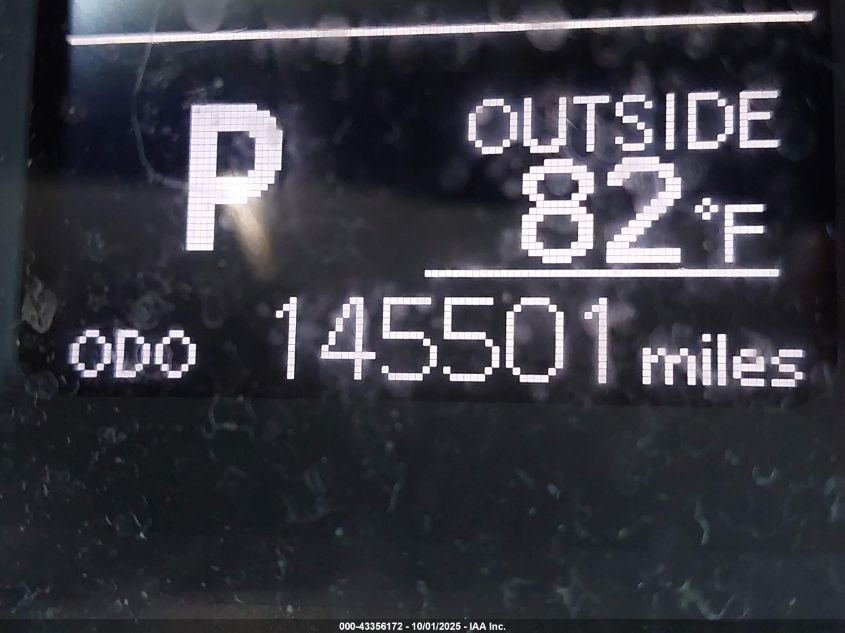 P
OUTSIDE
82°F
ODO 145501 miles
000-43356172 - 10/01/2025 - IAA Inc.